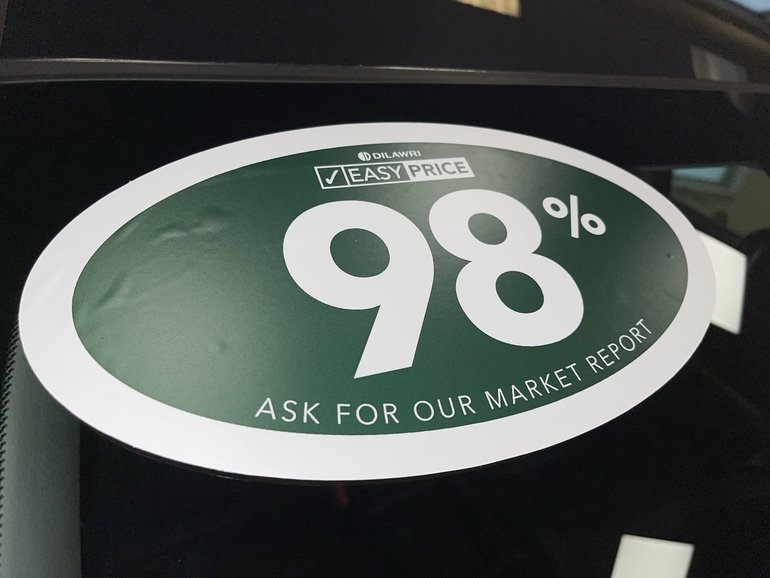 DILAWRI
✓ EASY PRICE
98%
ASK FOR OUR MARKET REPORT